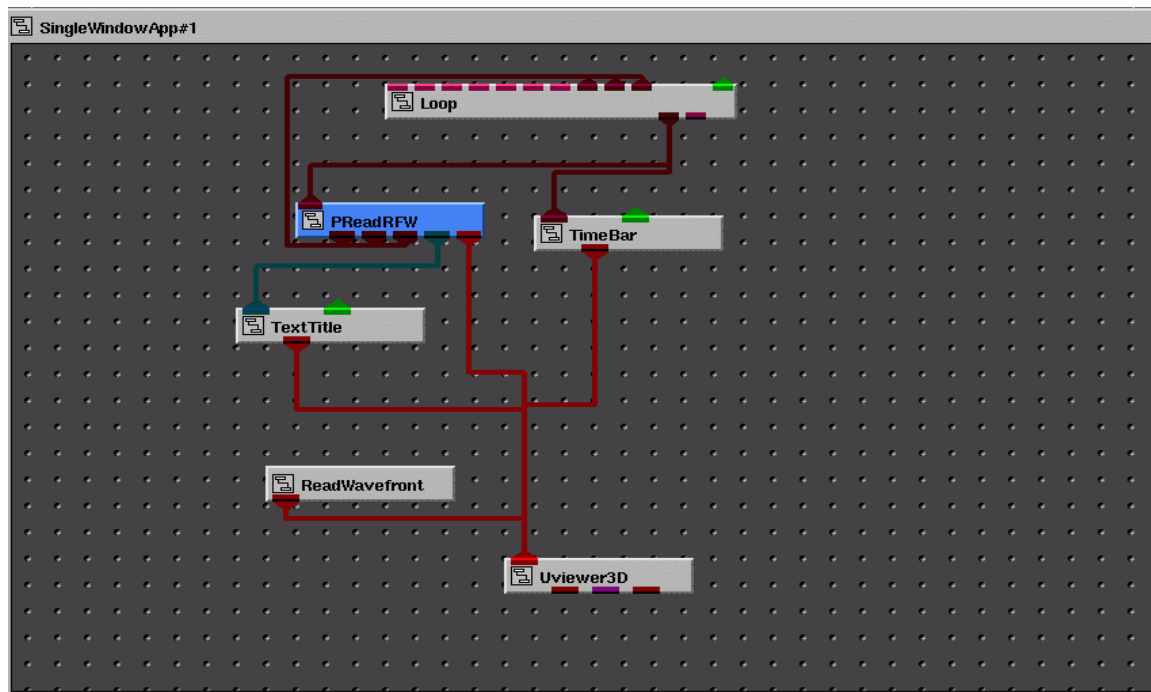 SingleWindowApp#1
Loop
PReadRFW
TimeBar
TextTitle
ReadWavefront
Uviewer3D